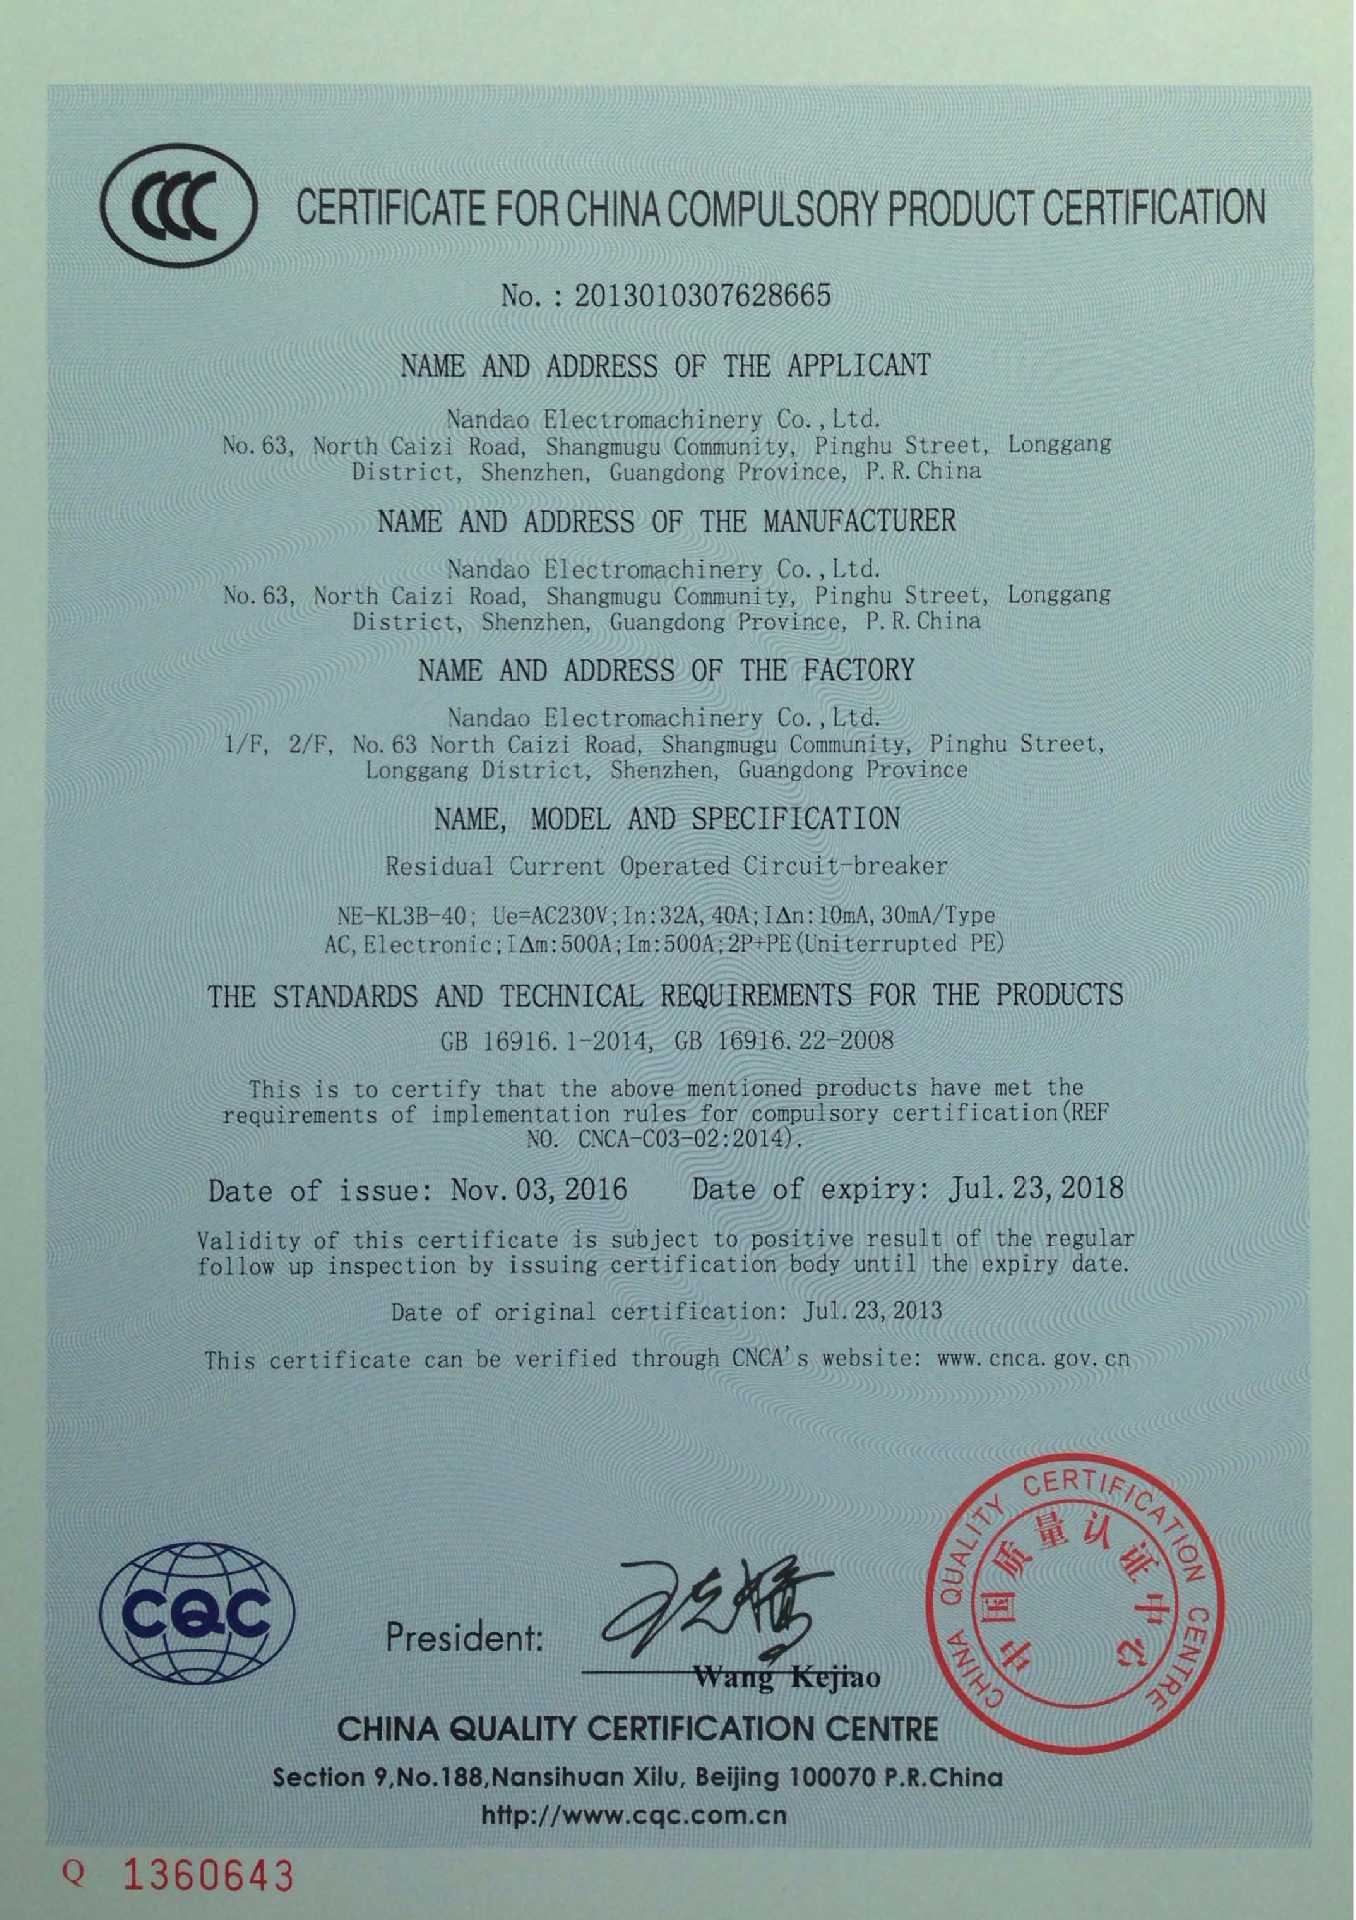 CCC
CERTIFICATE FOR CHINA COMPULSORY PRODUCT CERTIFICATION
No.: 2013010307628665
NAME AND ADDRESS OF THE APPLICANT
Nandao Electromachinery Co.,Ltd.
No.63, North Caizi Road, Shangmugu Community, Pinghu Street, Longgang
District, Shenzhen, Guangdong Province, P.R.China
NAME AND ADDRESS OF THE MANUFACTURER
Nandao Electromachinery Co.,Ltd.
No.63, North Caizi Road, Shangmugu Community, Pinghu Street, Longgang
District, Shenzhen, Guangdong Province, P.R.China
NAME AND ADDRESS OF THE FACTORY
Nandao Electromachinery Co.,Ltd.
1/F, 2/F, No.63 North Caizi Road, Shangmugu Community, Pinghu Street,
Longgang District, Shenzhen, Guangdong Province
NAME, MODEL AND SPECIFICATION
Residual Current Operated Circuit-breaker
NE-KL3B-40; Ue=AC230V;In:32A,40A;IΔn:10mA,30mA/Type
AC,Electronic;IΔm:500A;Im:500A;2P+PE(Uniterrupted PE)
THE STANDARDS AND TECHNICAL REQUIREMENTS FOR THE PRODUCTS
GB 16916.1-2014, GB 16916.22-2008
This is to certify that the above mentioned products have met the
requirements of implementation rules for compulsory certification(REF
NO. CNCA-C03-02:2014).
Date of issue: Nov.03,2016 Date of expiry: Jul.23,2018
Validity of this certificate is subject to positive result of the regular
follow up inspection by issuing certification body until the expiry date.
Date of original certification: Jul.23,2013
This certificate can be verified through CNCA's website: www.cnca.gov.cn
CHINA QUALITY CERTIFICATION CENTRE
中国质量认证中心
CQC
President: 王克娇
Wang Kejiao
CHINA QUALITY CERTIFICATION CENTRE
Section 9,No.188,Nansihuan Xilu, Beijing 100070 P.R.China
http://www.cqc.com.cn
Q 1360643